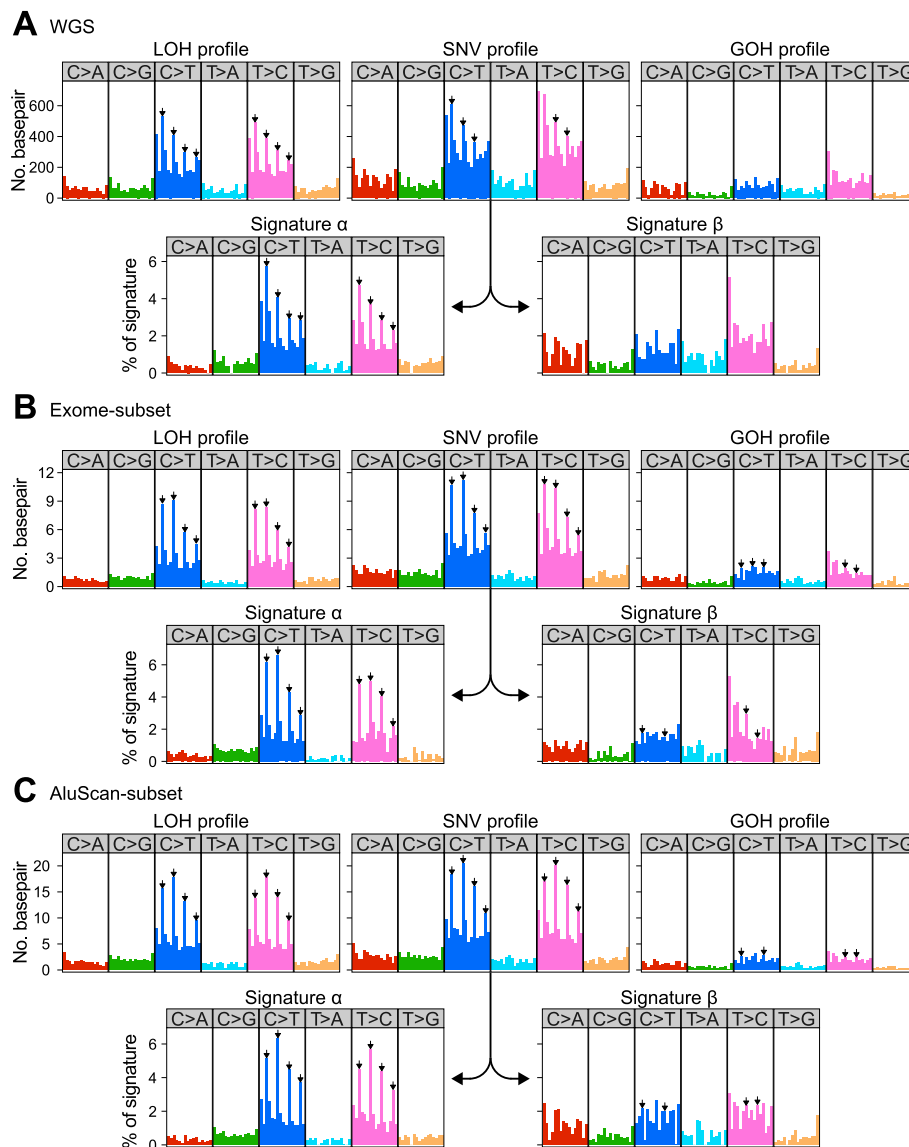 A WGS
LOH profile SNV profile GOH profile
C>A C>G C>T T>A T>C T>G C>A C>G C>T T>A T>C T>G C>A C>G C>T T>A T>C T>G
No. basepair
600
400
200
0
Signature α Signature β
C>A C>G C>T T>A T>C T>G C>A C>G C>T T>A T>C T>G
% of signature
6
4
2
0
B Exome-subset
LOH profile SNV profile GOH profile
C>A C>G C>T T>A T>C T>G C>A C>G C>T T>A T>C T>G C>A C>G C>T T>A T>C T>G
No. basepair
12
9
6
3
0
Signature α Signature β
C>A C>G C>T T>A T>C T>G C>A C>G C>T T>A T>C T>G
% of signature
6
4
2
0
C AluScan-subset
LOH profile SNV profile GOH profile
C>A C>G C>T T>A T>C T>G C>A C>G C>T T>A T>C T>G C>A C>G C>T T>A T>C T>G
No. basepair
20
15
10
5
0
Signature α Signature β
C>A C>G C>T T>A T>C T>G C>A C>G C>T T>A T>C T>G
% of signature
6
4
2
0